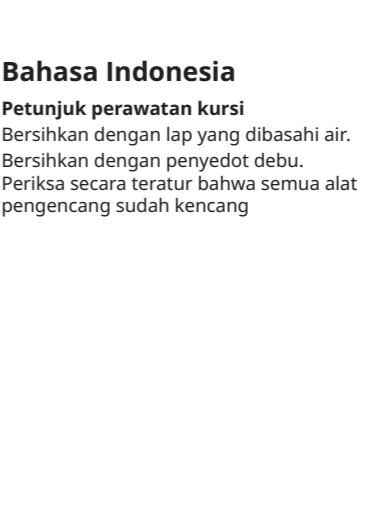 Bahasa Indonesia
Petunjuk perawatan kursi
Bersihkan dengan lap yang dibasahi air.
Bersihkan dengan penyedot debu.
Periksa secara teratur bahwa semua alat
pengencang sudah kencang